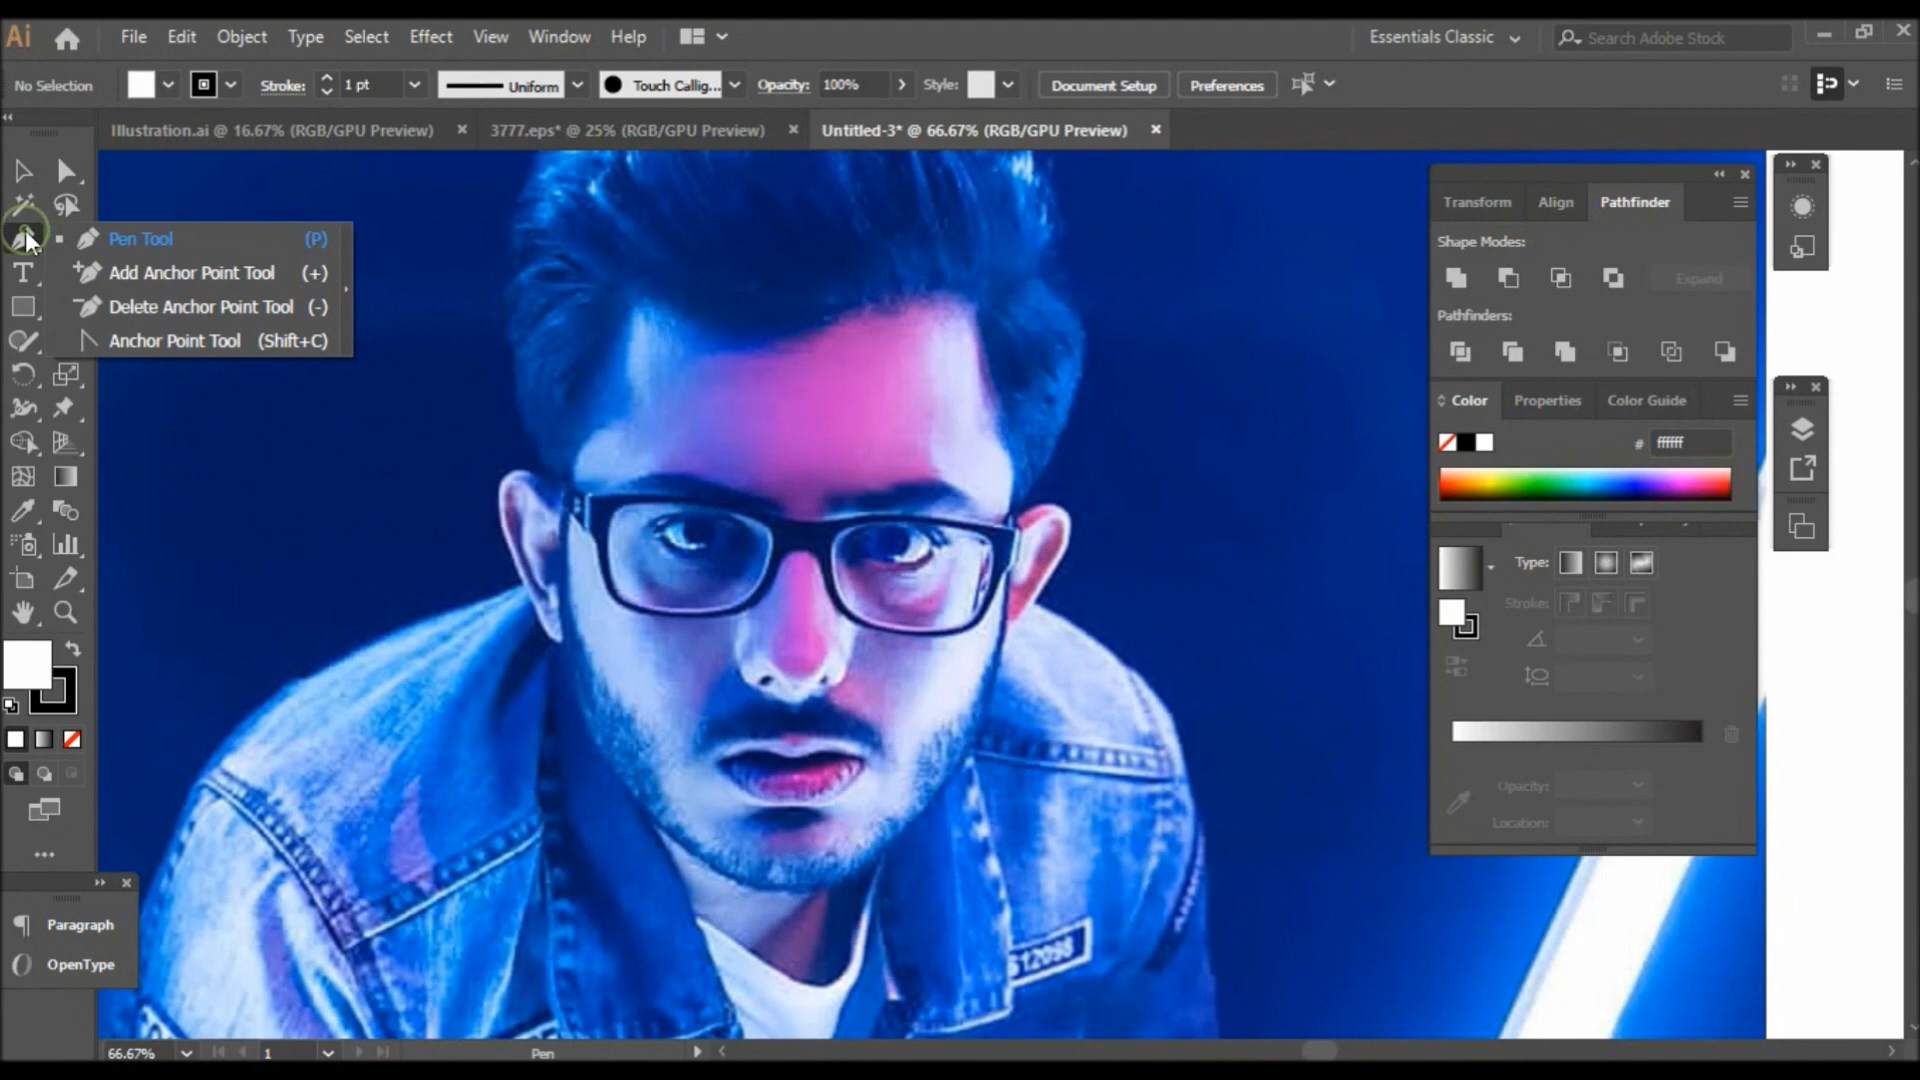 Ai File Edit Object Type Select Effect View Window Help Essentials Classic Search Adobe Stock
No Selection Stroke: 1 pt Uniform Touch Callig... Opacity: 100% Style: Document Setup Preferences
Illustration.ai @ 16.67% (RGB/GPU Preview) 3777.eps* @ 25% (RGB/GPU Preview) Untitled-3* @ 66.67% (RGB/GPU Preview)
Pen Tool (P)
Add Anchor Point Tool (+)
Delete Anchor Point Tool (-)
Anchor Point Tool (Shift+C)
Transform Align Pathfinder
Shape Modes:
Expand
Pathfinders:
Color Properties Color Guide
# ffffff
Type:
Stroke:
Opacity:
Location:
Paragraph
OpenType
S12098
66.67% 1 Pen